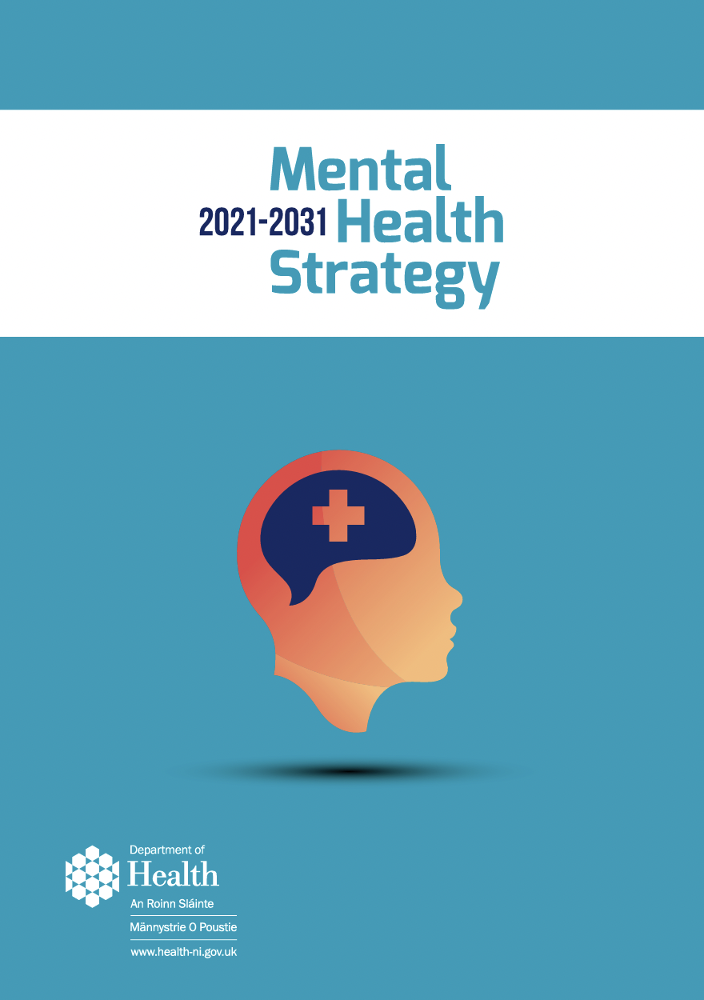 Mental
2021-2031 Health
Strategy
Department of
Health
An Roinn Sláinte
Männystrie O Poustie
www.health-ni.gov.uk